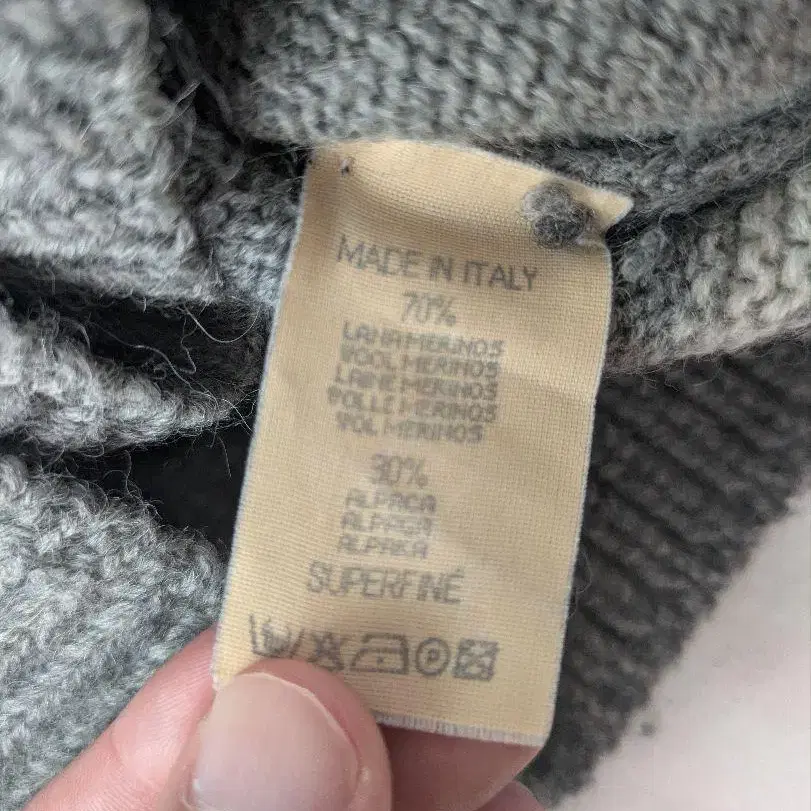 MADE IN ITALY
70%
LANA MERINOS
WOOL MERINOS
LAINE MERINOS
WOLLE MERINOS
WOL MERINOS
30%
ALPACA
ALPAGA
ALPAKA
SUPERFINE